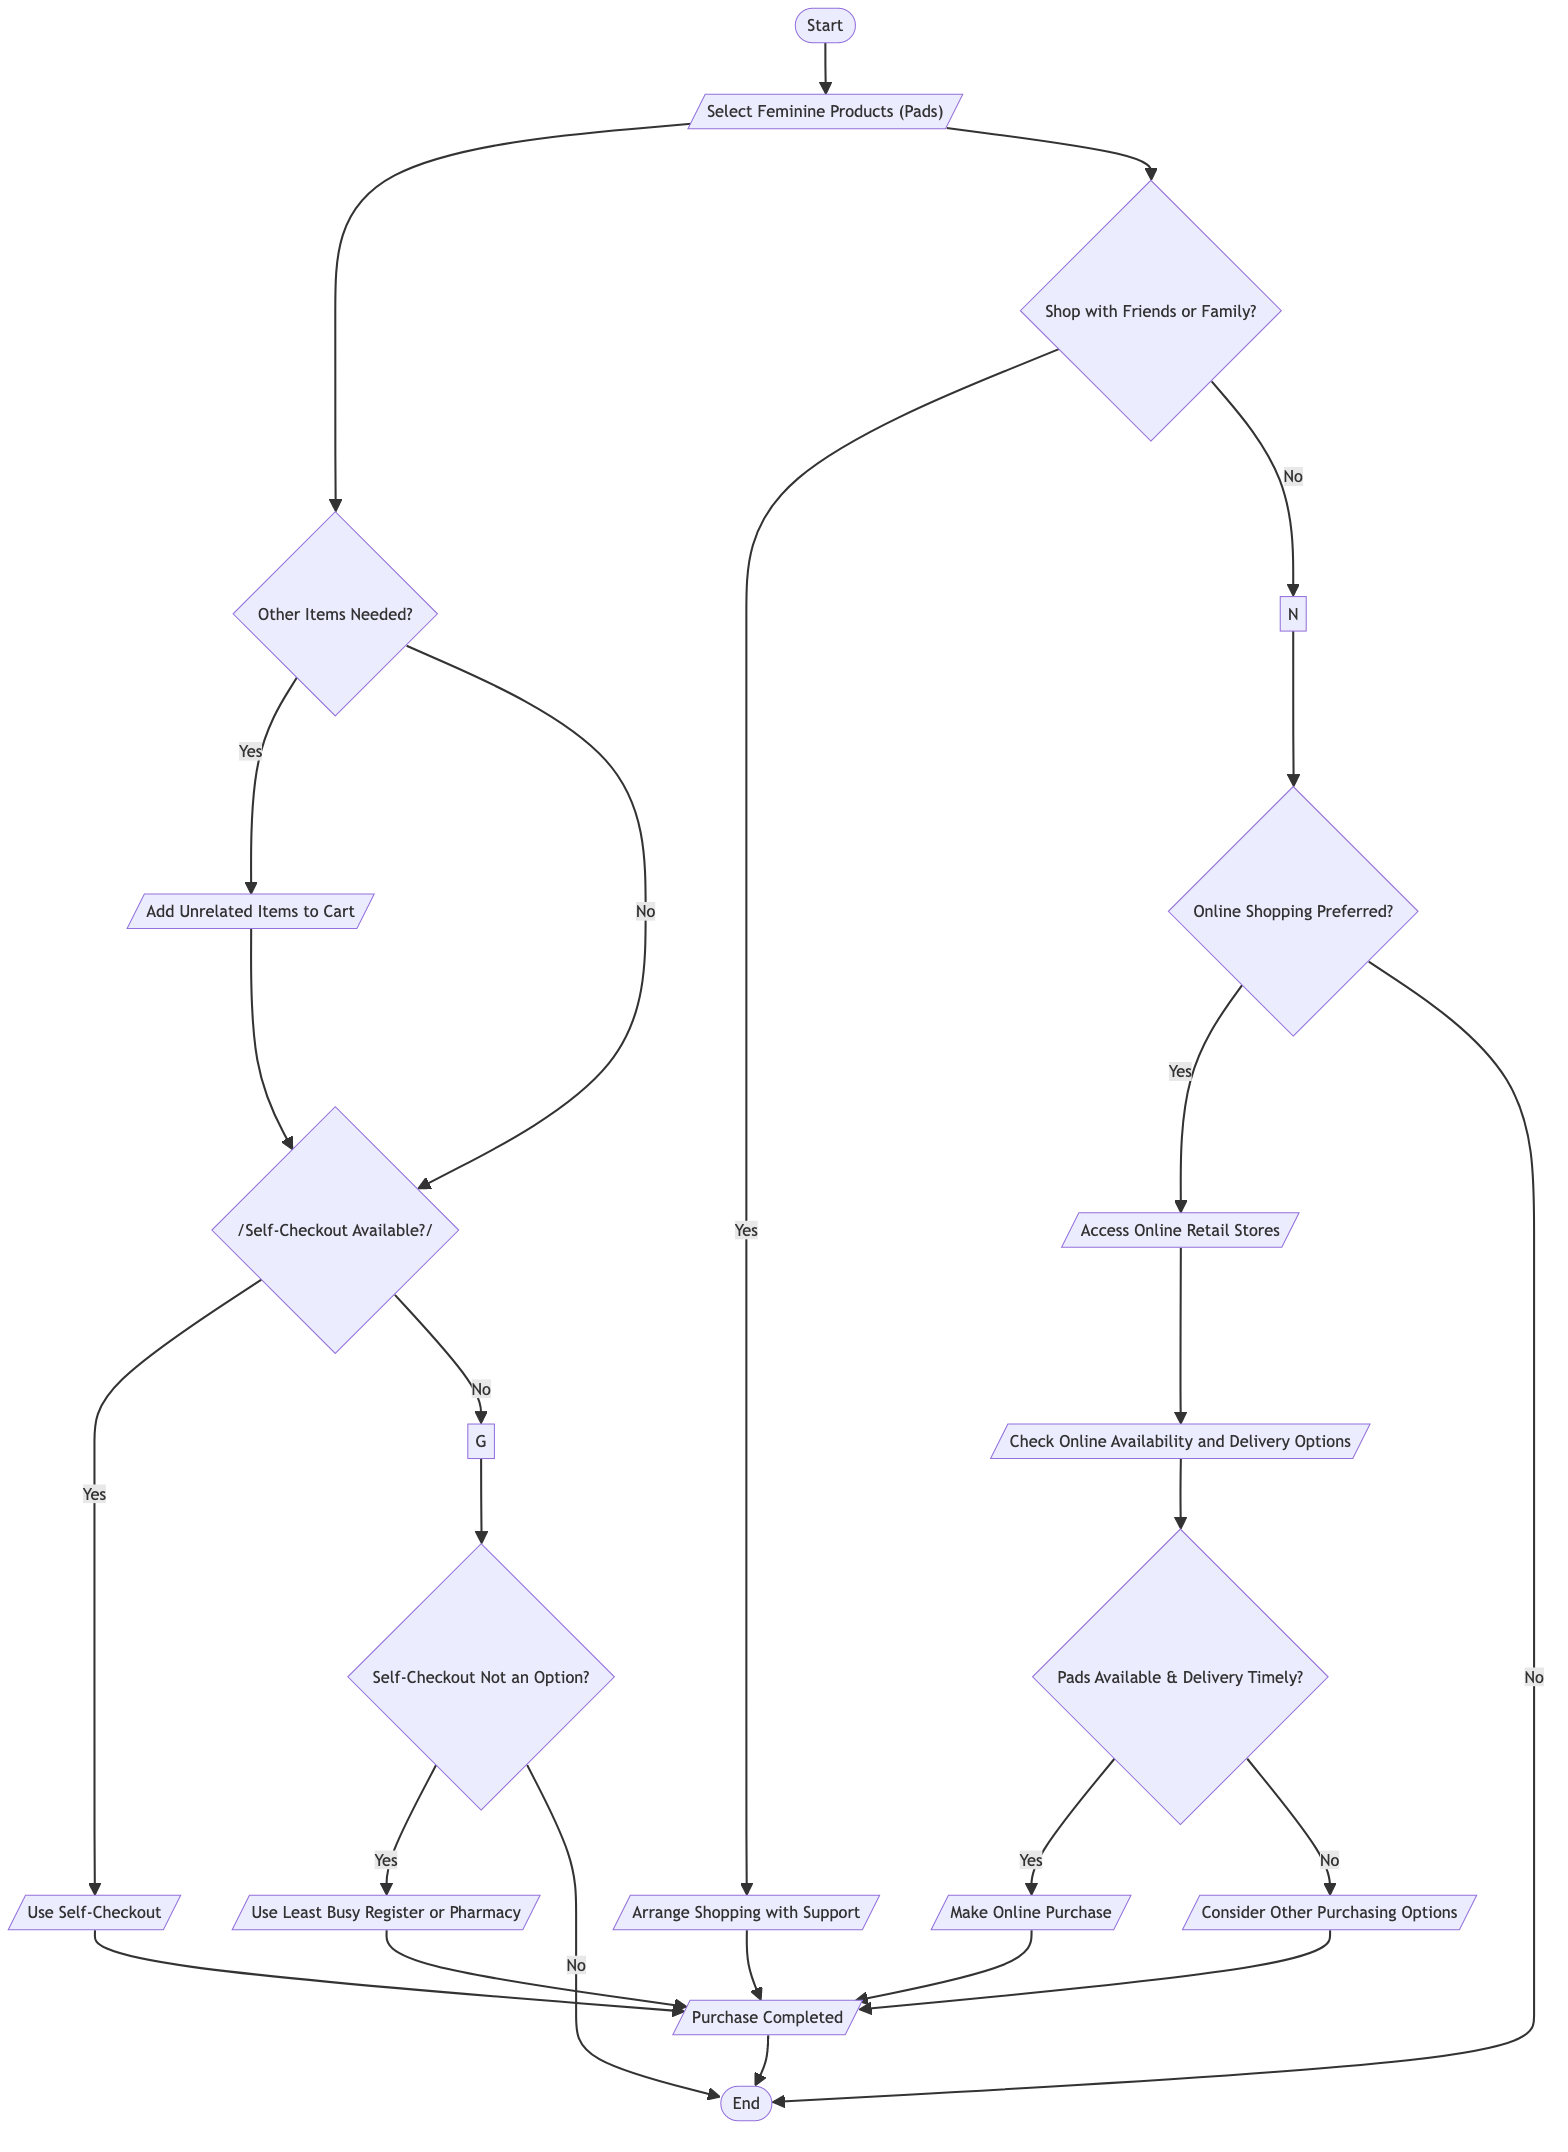 Start
Select Feminine Products (Pads)
Shop with Friends or Family?
No
Other Items Needed?
N
Yes
Add Unrelated Items to Cart
No
Online Shopping Preferred?
Yes
/Self-Checkout Available?/
Yes
Access Online Retail Stores
No
G
Check Online Availability and Delivery Options
Yes
Self-Checkout Not an Option?
Pads Available & Delivery Timely?
No
Yes
Yes
No
Use Self-Checkout
Use Least Busy Register or Pharmacy
Arrange Shopping with Support
Make Online Purchase
Consider Other Purchasing Options
No
Purchase Completed
End